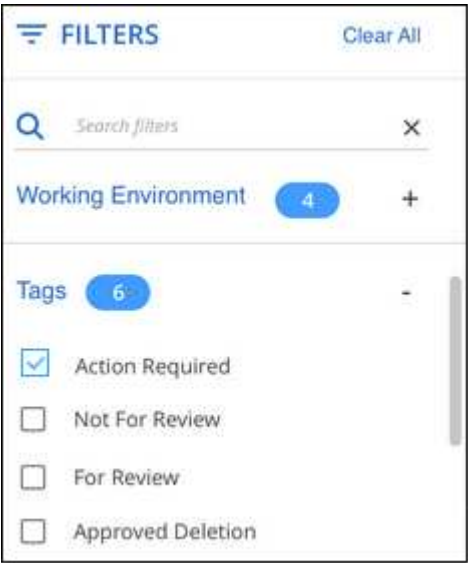 FILTERS Clear All
Search filters ×
Working Environment 4 +
Tags 6 -
Action Required
Not For Review
For Review
Approved Deletion